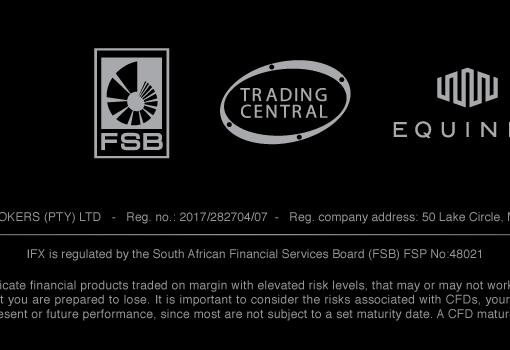 FSB
TRADING
CENTRAL
EQUIN
OKERS (PTY) LTD - Reg. no.: 2017/282704/07 - Reg. company address: 50 Lake Circle,
IFX is regulated by the South African Financial Services Board (FSB) FSP No:48021
icate financial products traded on margin with elevated risk levels, that may or may not work
t you are prepared to lose. It is important to consider the risks associated with CFDs, your
esent or future performance, since most are not subject to a set maturity date. A CFD matur